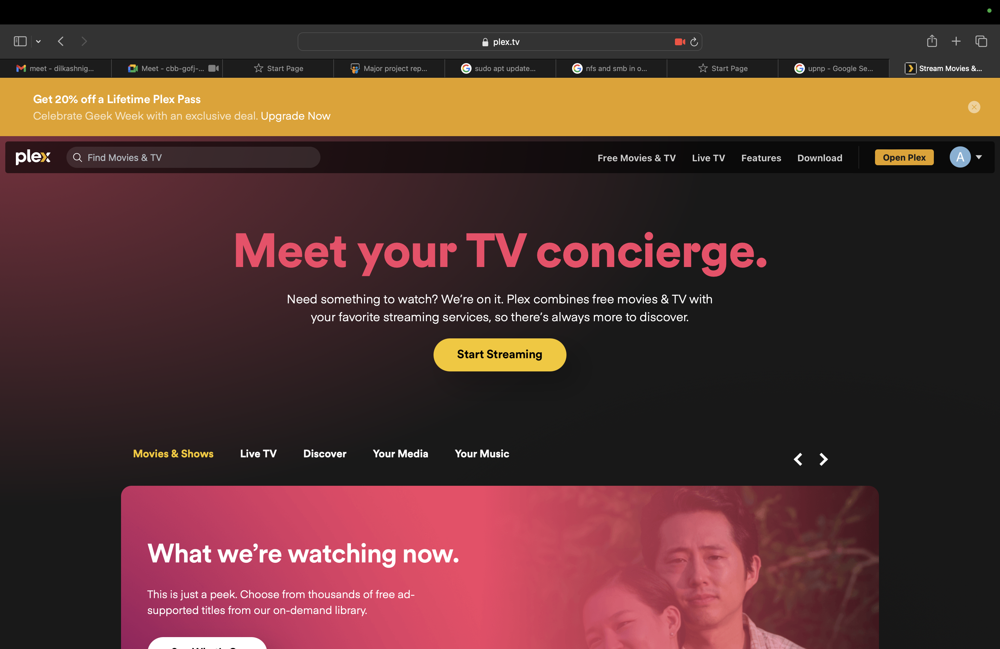 plex.tv
meet - dilkashnig...
Meet - cbb-gofj-...
Start Page
Major project rep...
sudo apt update...
nfs and smb in o...
Start Page
upnp - Google Se...
Stream Movies &...
Get 20% off a Lifetime Plex Pass
Celebrate Geek Week with an exclusive deal. Upgrade Now
plex
Find Movies & TV
Free Movies & TV
Live TV
Features
Download
Open Plex
A
Meet your TV concierge.
Need something to watch? We’re on it. Plex combines free movies & TV with
your favorite streaming services, so there’s always more to discover.
Start Streaming
Movies & Shows
Live TV
Discover
Your Media
Your Music
What we’re watching now.
This is just a peek. Choose from thousands of free ad-
supported titles from our on-demand library.